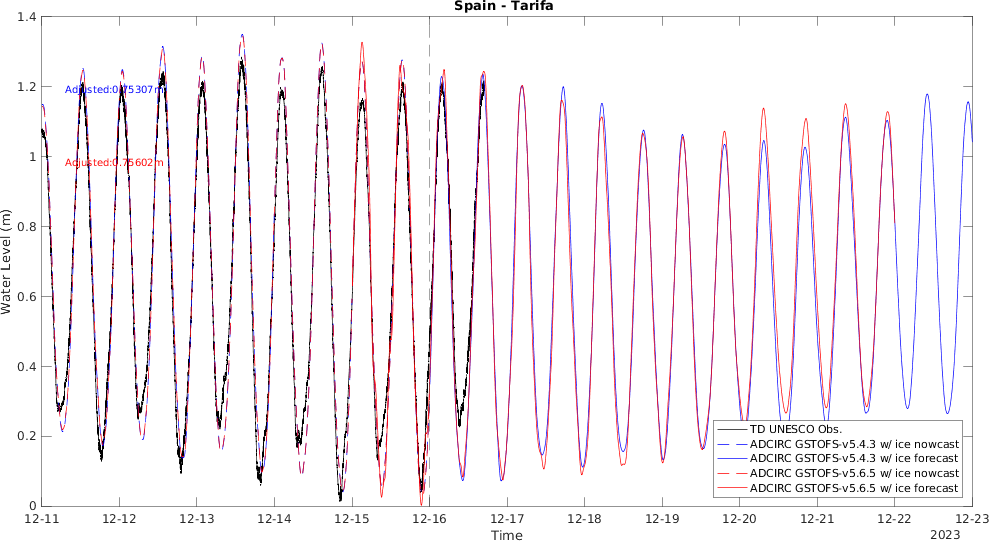 Spain - Tarifa
1.4
1.2
1
0.8
0.6
0.4
0.2
0
Water Level (m)
Adjusted:0.75307m
Adjusted:0.75602m
TD UNESCO Obs.
ADCIRC GSTOFS-v5.4.3 w/ ice nowcast
ADCIRC GSTOFS-v5.4.3 w/ ice forecast
ADCIRC GSTOFS-v5.6.5 w/ ice nowcast
ADCIRC GSTOFS-v5.6.5 w/ ice forecast
12-11 12-12 12-13 12-14 12-15 12-16 12-17 12-18 12-19 12-20 12-21 12-22 12-23
Time
2023